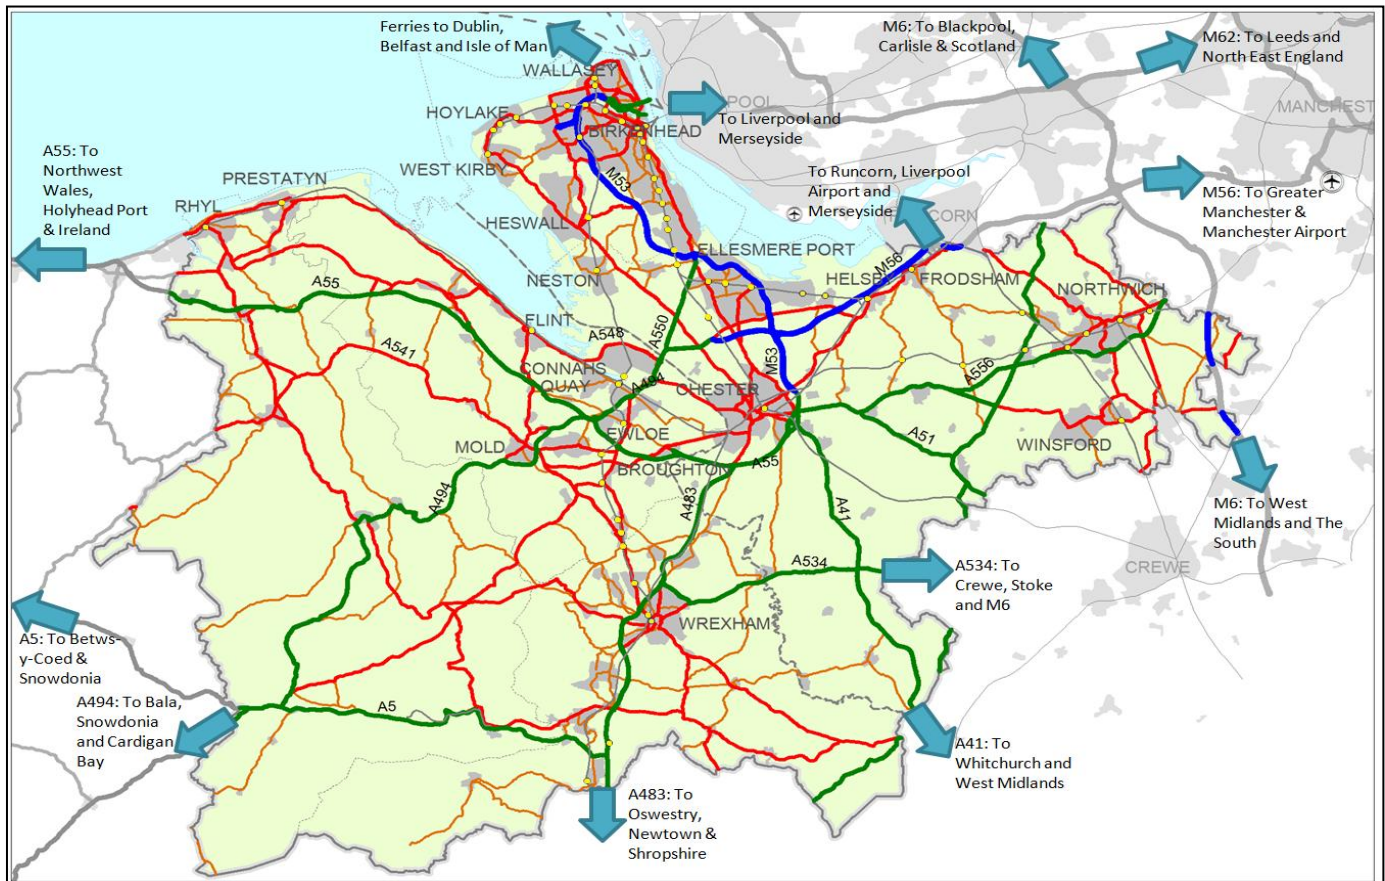 Ferries to Dublin,
Belfast and Isle of Man
M6: To Blackpool,
Carlisle & Scotland
M62: To Leeds and
North East England
WALLASEY
HOYLAKE
POOL
To Liverpool and
Merseyside
MANCHEST
BIRKENHEAD
A55: To
Northwest
Wales,
Holyhead Port
& Ireland
WEST KIRBY
PRESTATYN
RHYL
M53
To Runcorn, Liverpool
Airport and
Merseyside
CORN
M56: To Greater
Manchester &
Manchester Airport
HESWALL
ELLESMERE PORT
NESTON
HELSB
M56
FRODSHAM
NORTHWICH
A55
FLINT
A548
A550
A541
M53
CONNAHS
QUAY
A494
CHESTER
A556
A51
WINSFORD
MOLD
EWLOE
BROUGHTON
A55
A494
A483
A41
M6: To West
Midlands and The
South
A534
A534: To
Crewe, Stoke
and M6
CREWE
WREXHAM
A5: To Betws-
y-Coed &
Snowdonia
A494: To Bala,
Snowdonia
and Cardigan
Bay
A5
A41: To
Whitchurch and
West Midlands
A483: To
Oswestry,
Newtown &
Shropshire